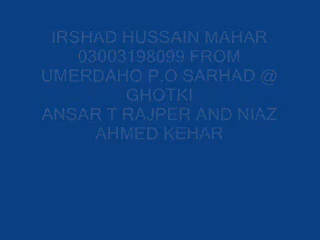 IRSHAD HUSSAIN MAHAR
03003198099 FROM
UMERDAHO P.O SARHAD @
GHOTKI
ANSAR T RAJPER AND NIAZ
AHMED KEHAR